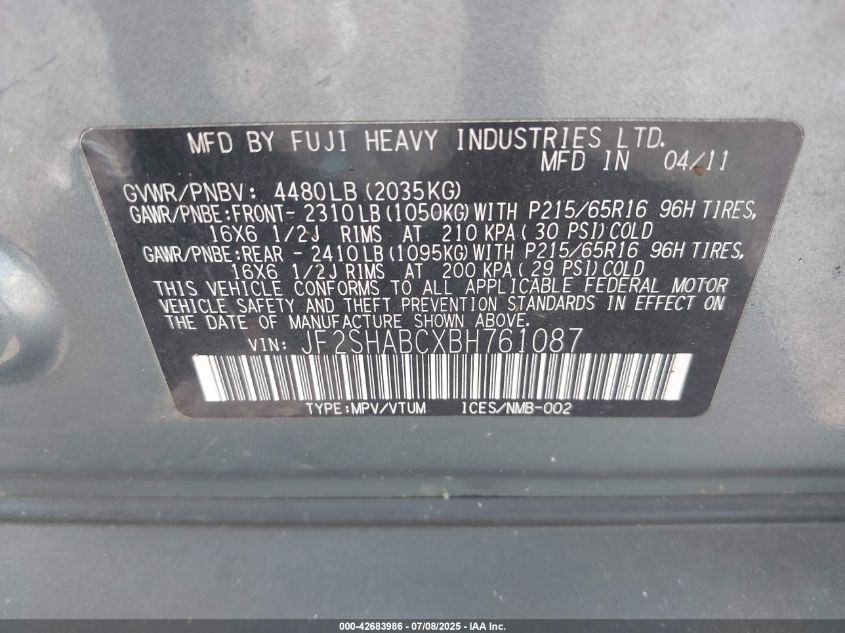 MFD BY FUJI HEAVY INDUSTRIES LTD.
MFD IN 04/11
GVWR/PNBV: 4480LB(2035KG)
GAWR/PNBE:FRONT- 2310LB(1050KG)WITH P215/65R16 96H TIRES,
16X6 1/2J RIMS AT 210 KPA( 30 PSI)COLD
GAWR/PNBE:REAR - 2410LB(1095KG)WITH P215/65R16 96H TIRES,
16X6 1/2J RIMS AT 200 KPA( 29 PSI)COLD
THIS VEHICLE CONFORMS TO ALL APPLICABLE FEDERAL MOTOR
VEHICLE SAFETY AND THEFT PREVENTION STANDARDS IN EFFECT ON
THE DATE OF MANUFACTURE SHOWN ABOVE.
VIN: JF2SHABCXBH761087
TYPE:MPV/VTUM ICES/NMB-002
000-42683986 - 07/08/2025 - IAA Inc.